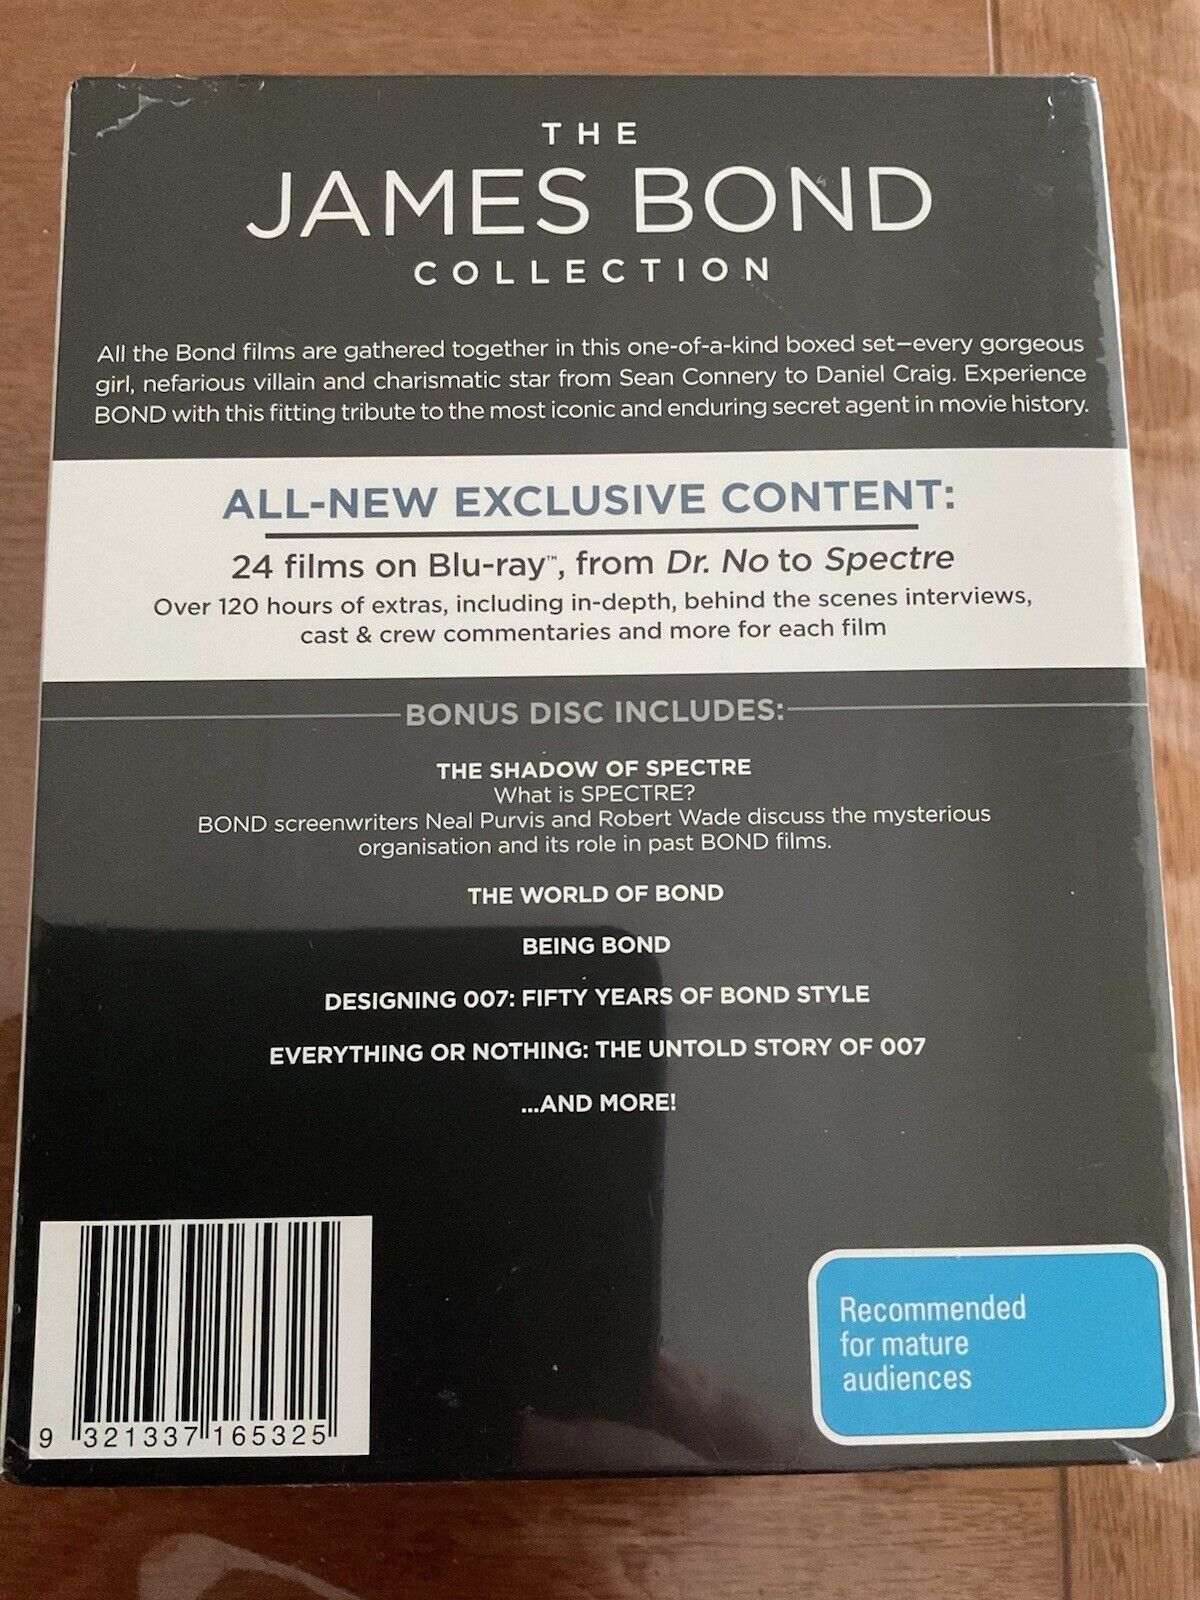 THE
JAMES BOND
COLLECTION
All the Bond films are gathered together in this one-of-a-kind boxed set—every gorgeous
girl, nefarious villain and charismatic star from Sean Connery to Daniel Craig. Experience
BOND with this fitting tribute to the most iconic and enduring secret agent in movie history.
ALL-NEW EXCLUSIVE CONTENT:
24 films on Blu-ray™, from Dr. No to Spectre
Over 120 hours of extras, including in-depth, behind the scenes interviews,
cast & crew commentaries and more for each film
BONUS DISC INCLUDES:
THE SHADOW OF SPECTRE
What is SPECTRE?
BOND screenwriters Neal Purvis and Robert Wade discuss the mysterious
organisation and its role in past BOND films.
THE WORLD OF BOND
BEING BOND
DESIGNING 007: FIFTY YEARS OF BOND STYLE
EVERYTHING OR NOTHING: THE UNTOLD STORY OF 007
...AND MORE!
9 321337 165325
Recommended
for mature
audiences